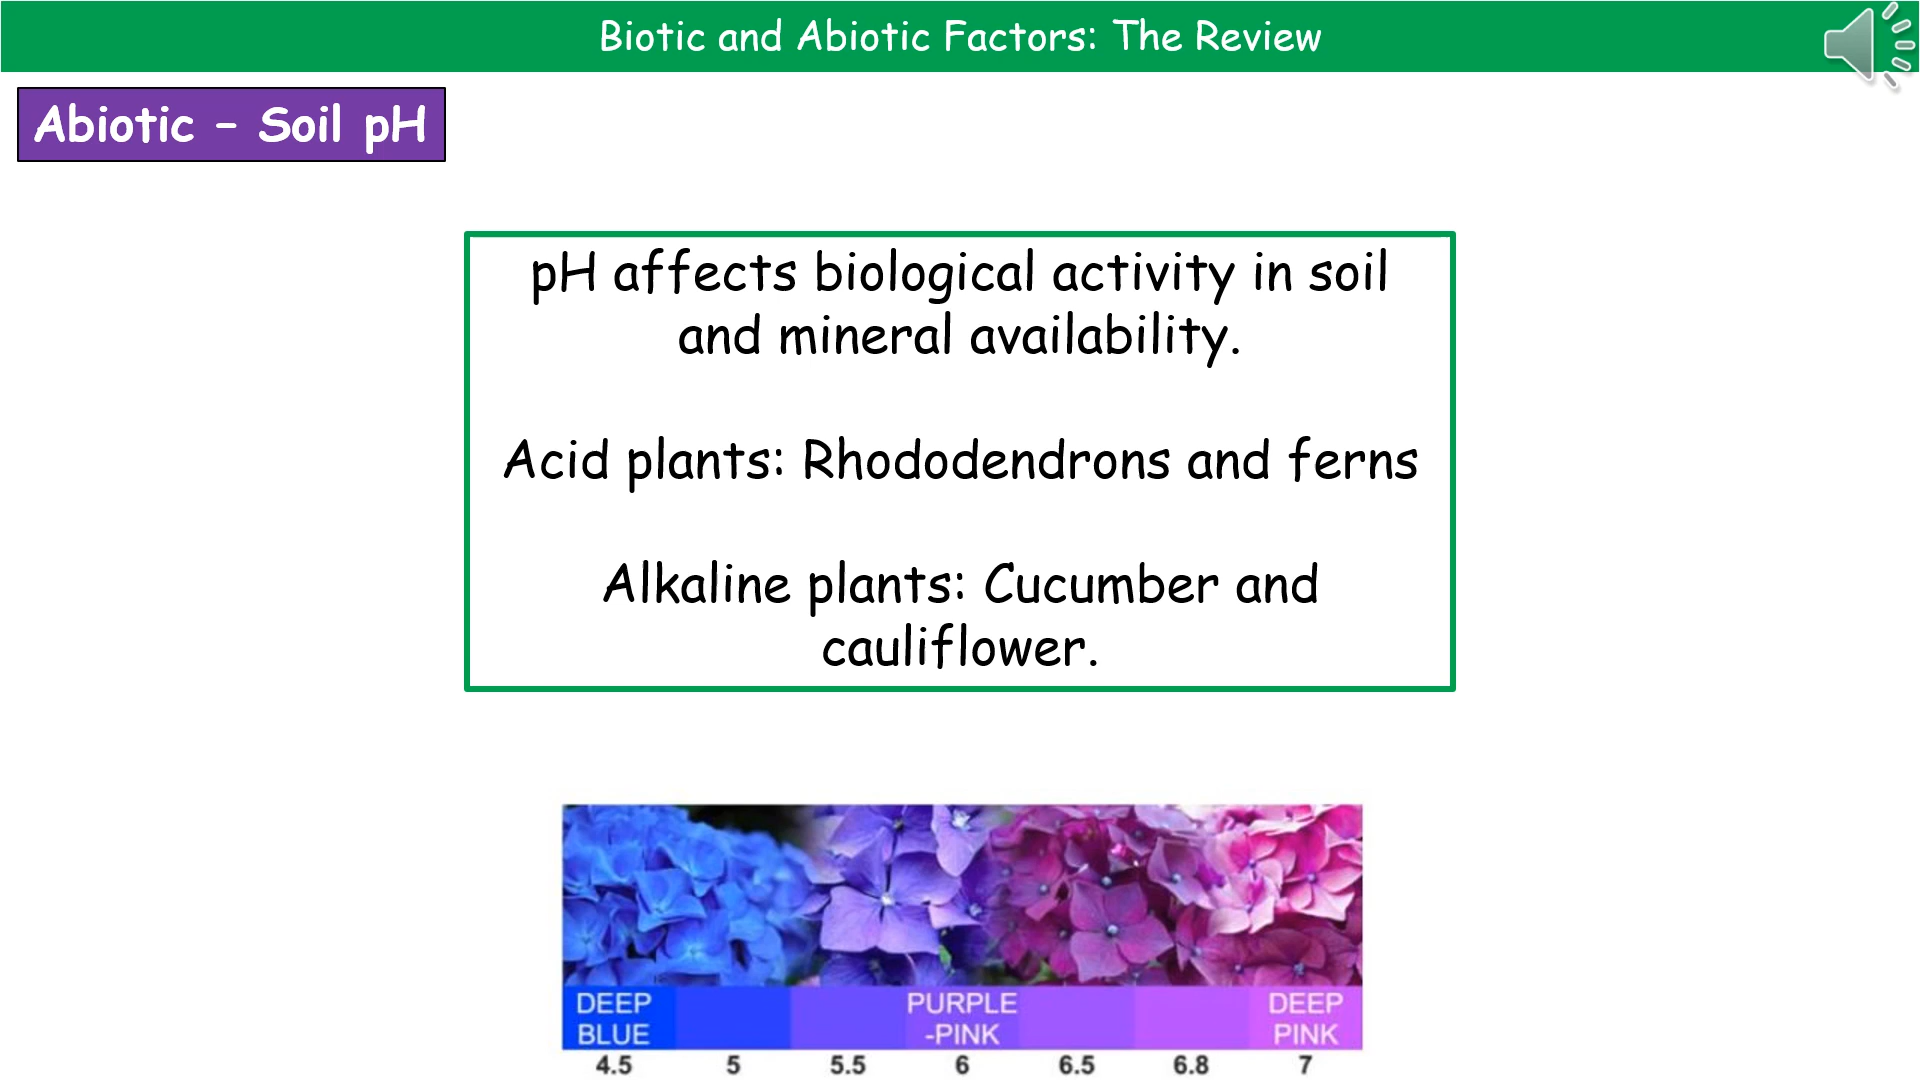 Biotic and Abiotic Factors: The Review
Abiotic – Soil pH
pH affects biological activity in soil
and mineral availability.
Acid plants: Rhododendrons and ferns
Alkaline plants: Cucumber and
cauliflower.
DEEP BLUE PURPLE -PINK DEEP PINK
4.5 5 5.5 6 6.5 6.8 7